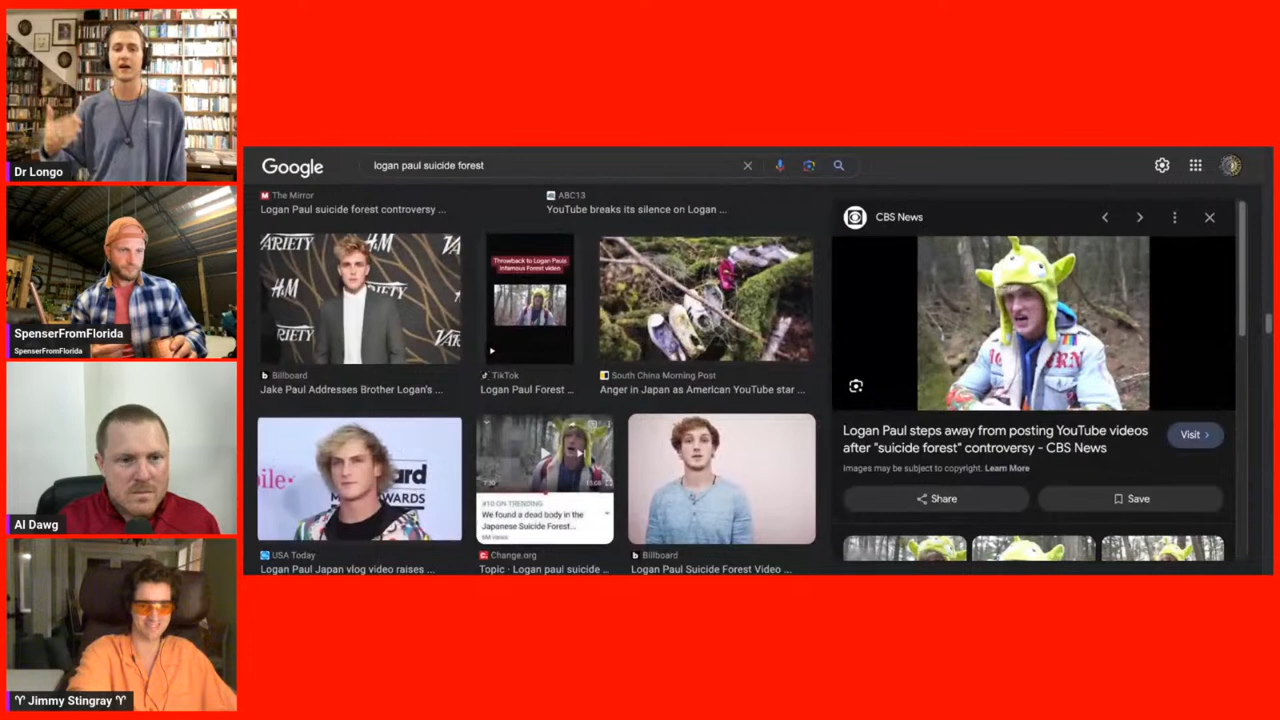 Dr Longo
SpenserFromFlorida
SpenserFromFlorida
Al Dawg
♈ Jimmy Stingray ♈
Google
logan paul suicide forest
The Mirror
Logan Paul suicide forest controversy ...
ABC13
YouTube breaks its silence on Logan ...
VARIETY
H&M
H&M
Billboard
Jake Paul Addresses Brother Logan's ...
Throwback to Logan Pauls
Infamous Forest video
TikTok
Logan Paul Forest ...
South China Morning Post
Anger in Japan as American YouTube star ...
USA Today
Logan Paul Japan vlog video raises ...
#10 ON TRENDING
We found a dead body in the
Japanese Suicide Forest...
Change.org
Topic · Logan paul suicide ...
Billboard
Logan Paul Suicide Forest Video ...
CBS News
Logan Paul steps away from posting YouTube videos
after "suicide forest" controversy - CBS News
Visit
Images may be subject to copyright. Learn More
Share
Save